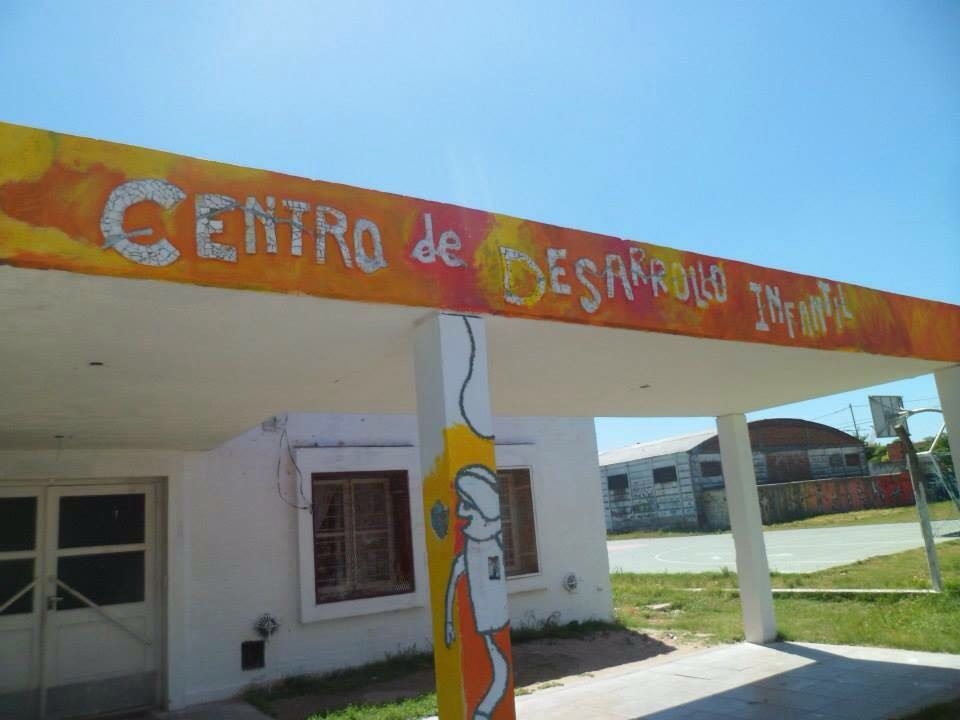 CENTRO de DESARROLLO INFANTIL